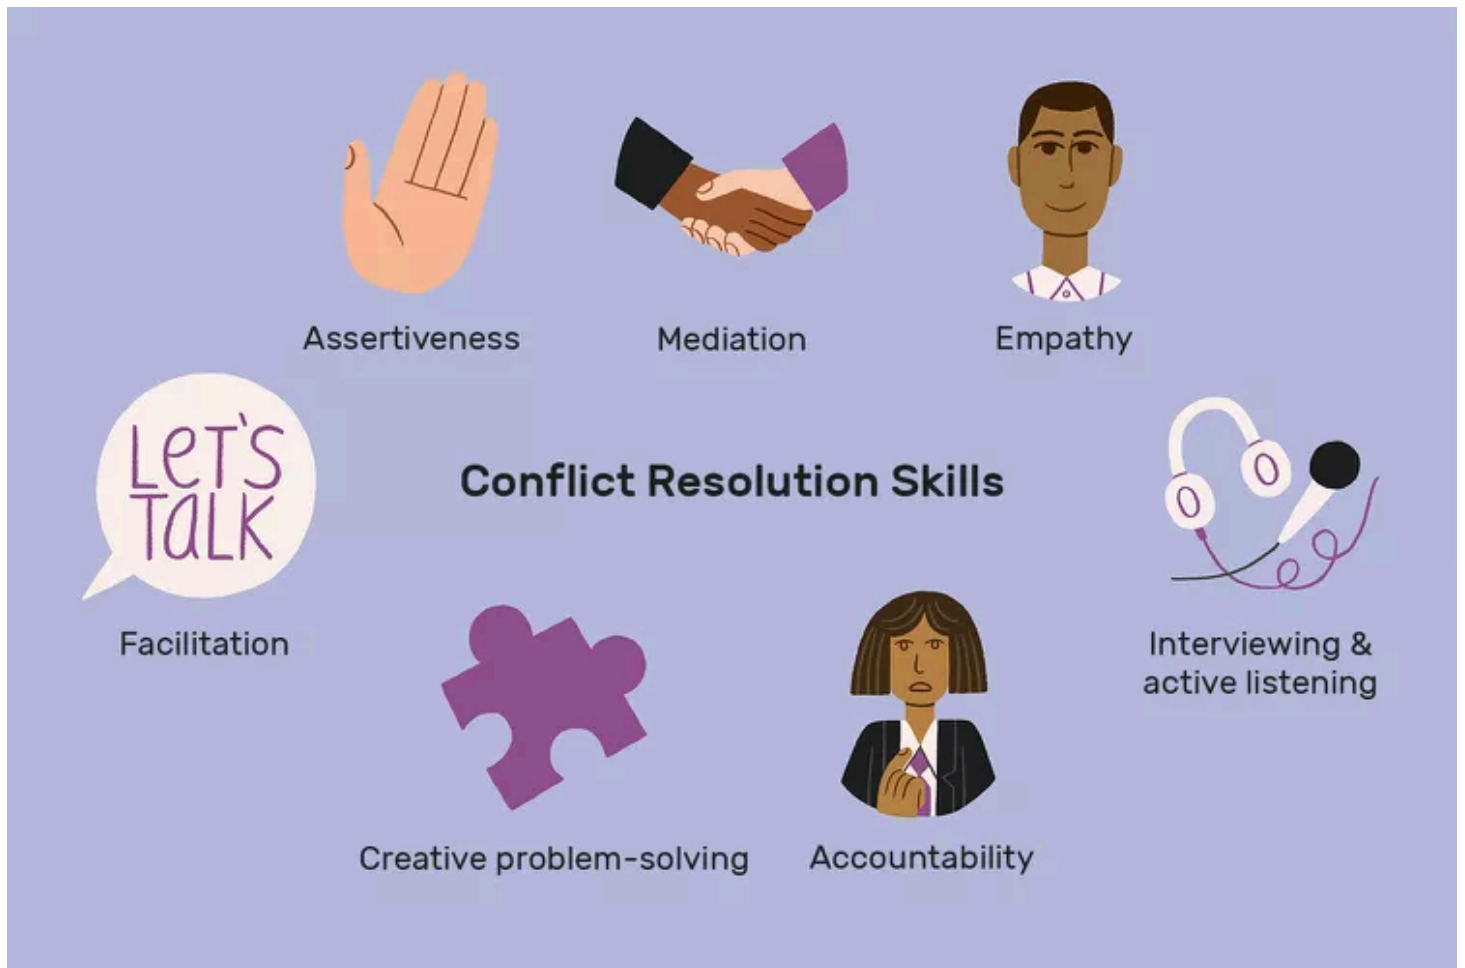 Assertiveness
Mediation
Empathy
LeT'S
TaLK
Conflict Resolution Skills
Facilitation
Interviewing &
active listening
Creative problem-solving
Accountability